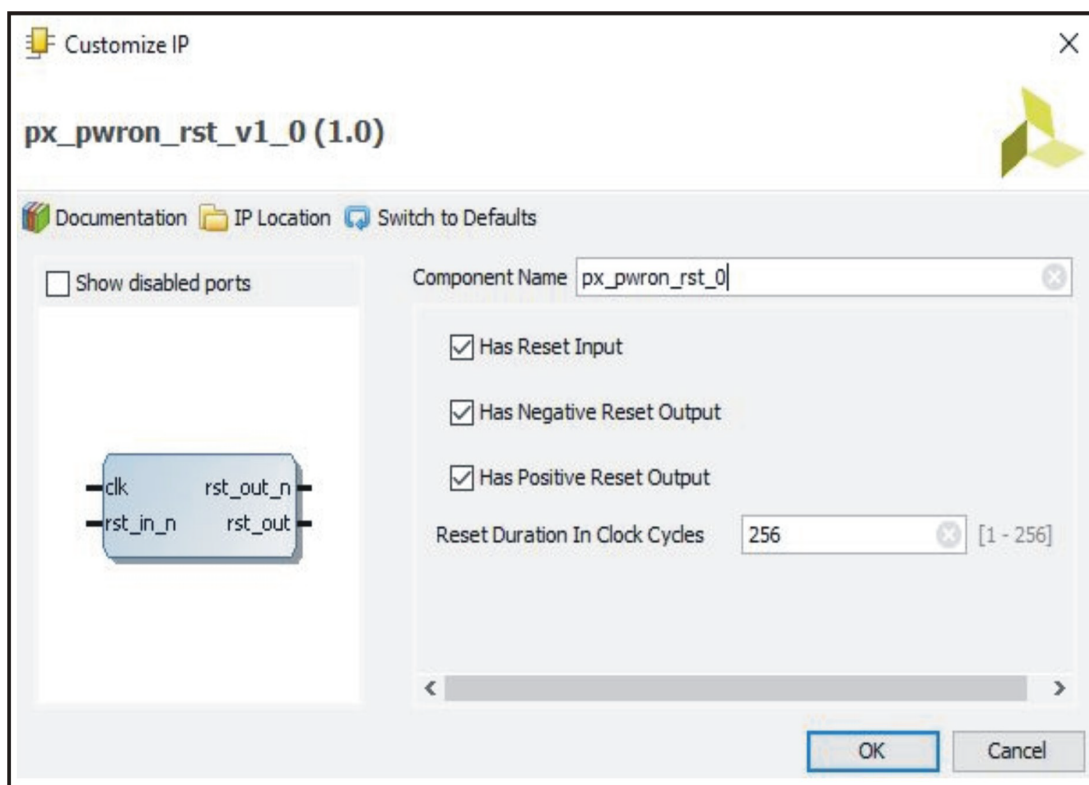 Customize IP
px_pwron_rst_v1_0 (1.0)
Documentation IP Location Switch to Defaults
Show disabled ports
Component Name px_pwron_rst_0
Has Reset Input
Has Negative Reset Output
Has Positive Reset Output
clk rst_out_n
rst_in_n rst_out
Reset Duration In Clock Cycles 256 [1 - 256]
OK Cancel